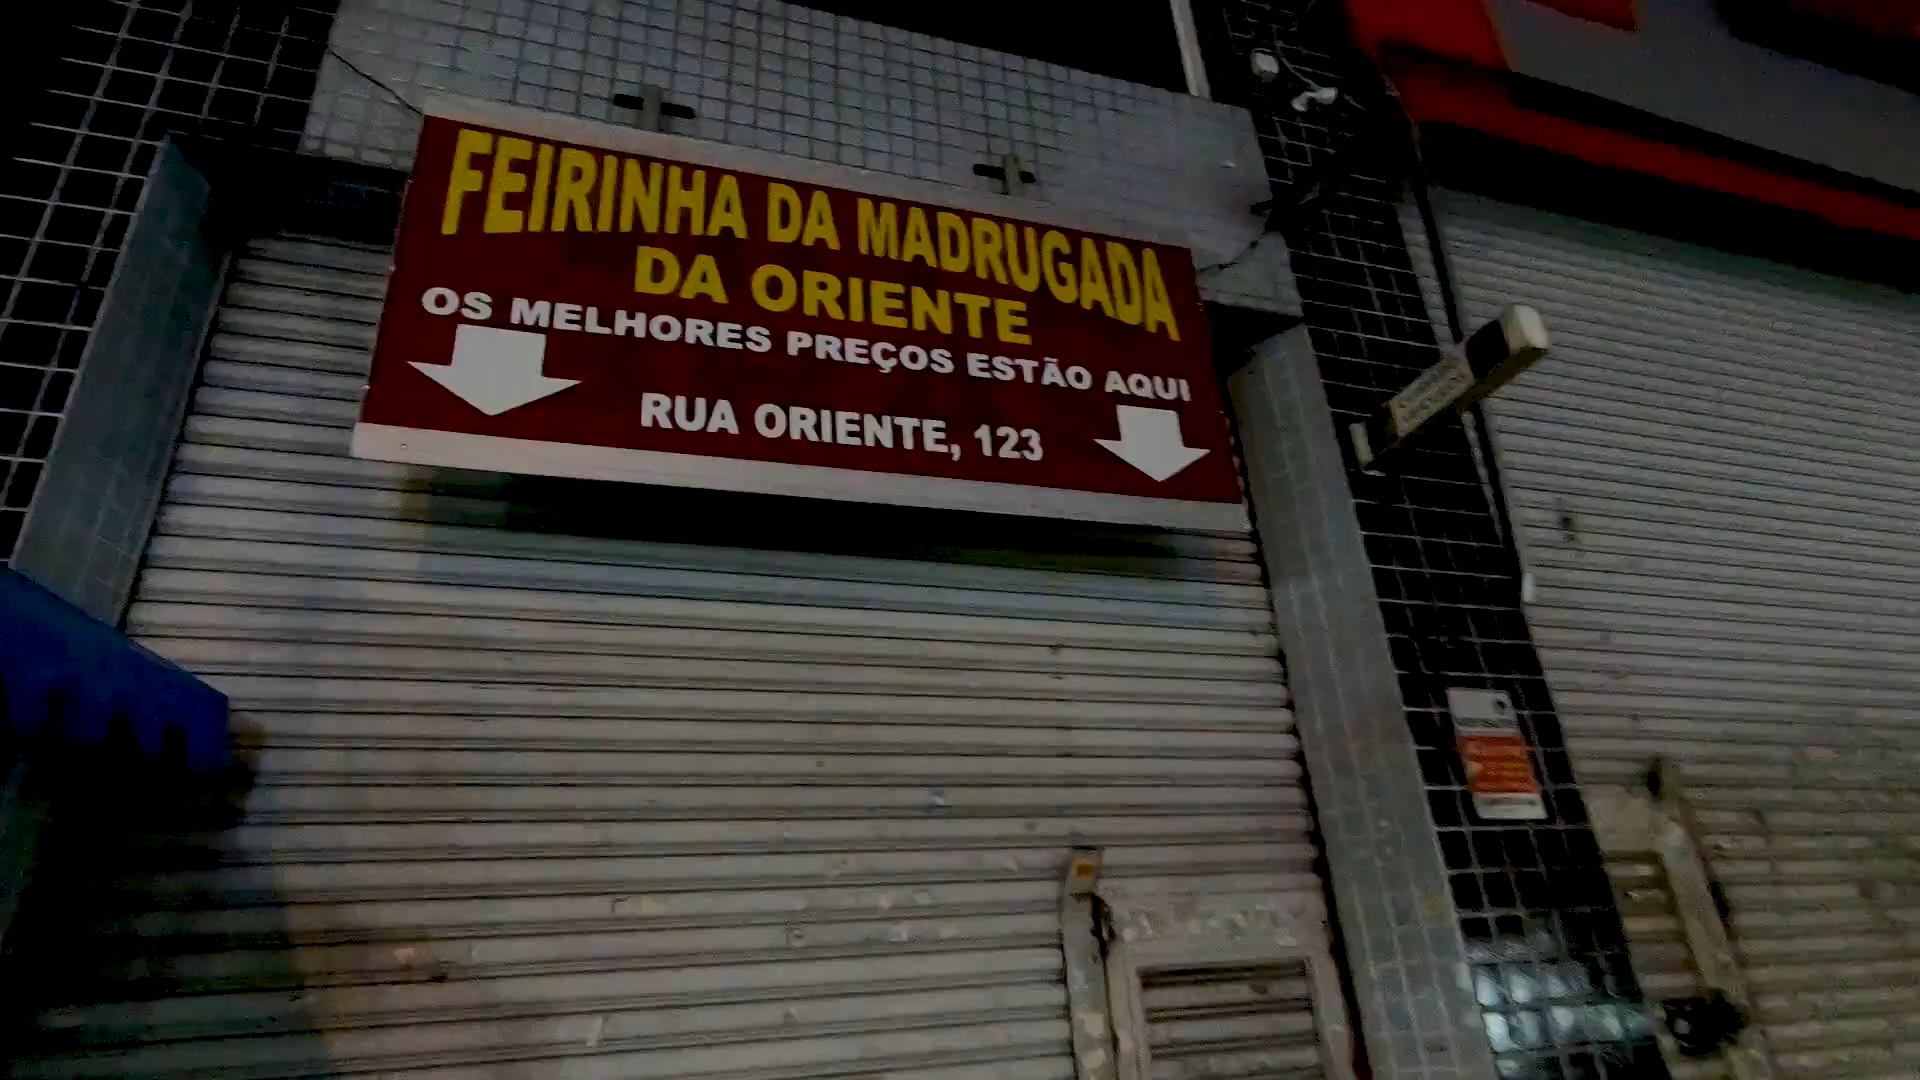 FEIRINHA DA MADRUGADA
DA ORIENTE
OS MELHORES PREÇOS ESTÃO AQUI
RUA ORIENTE, 123